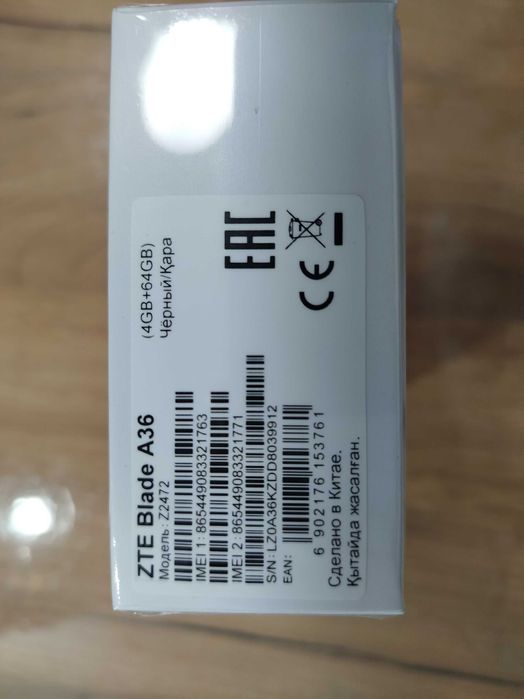 ZTE Blade A36
(4GB+64GB)
Модель: Z2472
Чёрный/Қара
IMEI 1: 865449083321763
IMEI 2: 865449083321771
S/N: LZ0A36KZDD8039912
EAN:
6 902176 153761
Сделано в Китае.
Қытайда жасалған.
EAC
CE